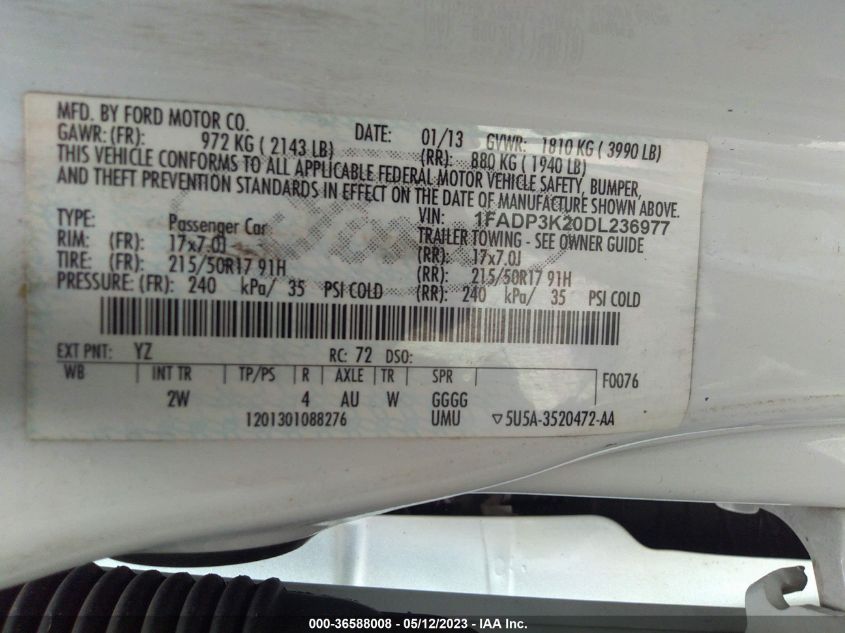 MFD. BY FORD MOTOR CO. DATE: 01/13 GVWR: 1810 KG ( 3990 LB)
GAWR: (FR): 972 KG ( 2143 LB) (RR): 880 KG ( 1940 LB)
THIS VEHICLE CONFORMS TO ALL APPLICABLE FEDERAL MOTOR VEHICLE SAFETY, BUMPER,
AND THEFT PREVENTION STANDARDS IN EFFECT ON THE DATE OF MANUFACTURE SHOWN ABOVE.
VIN: 1FADP3K20DL236977
TYPE: Passenger Car TRAILER TOWING - SEE OWNER GUIDE
RIM: (FR): 17x7.0J (RR): 17x7.0J
TIRE: (FR): 215/50R17 91H (RR): 215/50R17 91H
PRESSURE: (FR): 240 kPa/ 35 PSI COLD (RR): 240 kPa/ 35 PSI COLD
EXT PNT: YZ RC: 72 DSO:
WB INT TR TP/PS R AXLE TR SPR F0076
2W 4 AU W GGGG
1201301088276 UMU ▽5U5A-3520472-AA
000-36588008 - 05/12/2023 - IAA Inc.